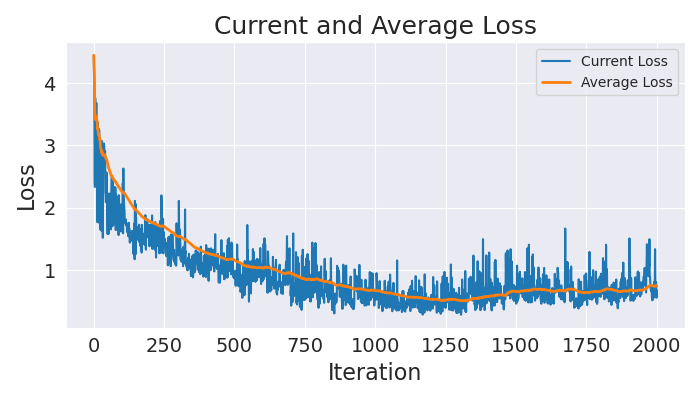 Current and Average Loss
Current Loss
Average Loss
4
3
2
1
Loss
0 250 500 750 1000 1250 1500 1750 2000
Iteration